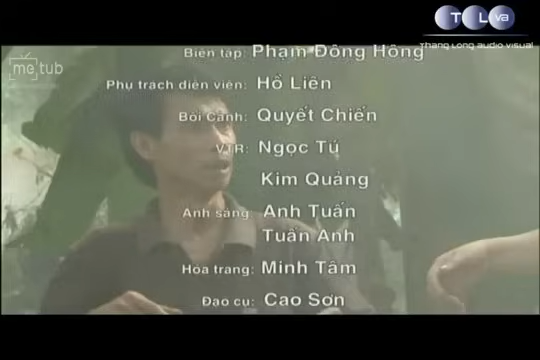 TLva
THANG LONG AUDIO VISUAL
metub
Biên tập: Phạm Đông Hồng
Phụ trách diễn viên: Hồ Liên
Bối Cảnh: Quyết Chiến
VTR: Ngọc Tú
Kim Quảng
Ánh sáng Anh Tuấn
Tuấn Anh
Hóa trang: Minh Tâm
Đạo cụ: Cao Sơn